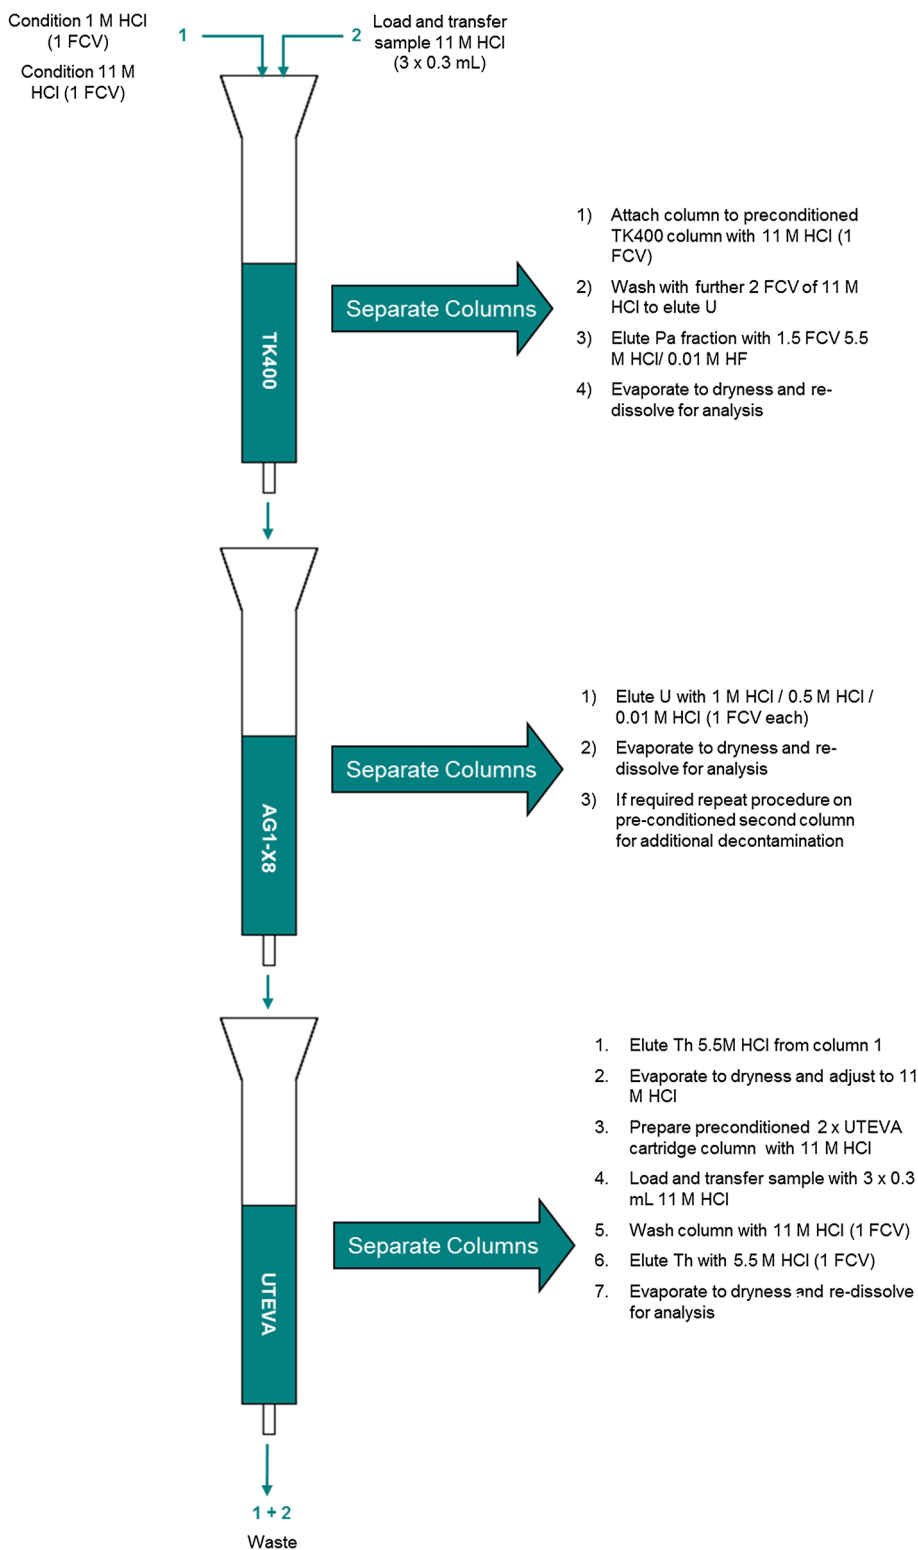 Condition 1 M HCl
(1 FCV)
Condition 11 M
HCl (1 FCV)
1
2
Load and transfer
sample 11 M HCl
(3 x 0.3 mL)
TK400
Separate Columns
1) Attach column to preconditioned
TK400 column with 11 M HCl (1
FCV)
2) Wash with further 2 FCV of 11 M
HCl to elute U
3) Elute Pa fraction with 1.5 FCV 5.5
M HCl/ 0.01 M HF
4) Evaporate to dryness and re-
dissolve for analysis
AG1-X8
Separate Columns
1) Elute U with 1 M HCl / 0.5 M HCl /
0.01 M HCl (1 FCV each)
2) Evaporate to dryness and re-
dissolve for analysis
3) If required repeat procedure on
pre-conditioned second column
for additional decontamination
UTEVA
Separate Columns
1. Elute Th 5.5M HCl from column 1
2. Evaporate to dryness and adjust to 11
M HCl
3. Prepare preconditioned 2 x UTEVA
cartridge column with 11 M HCl
4. Load and transfer sample with 3 x 0.3
mL 11 M HCl
5. Wash column with 11 M HCl (1 FCV)
6. Elute Th with 5.5 M HCl (1 FCV)
7. Evaporate to dryness and re-dissolve
for analysis
1 + 2
Waste